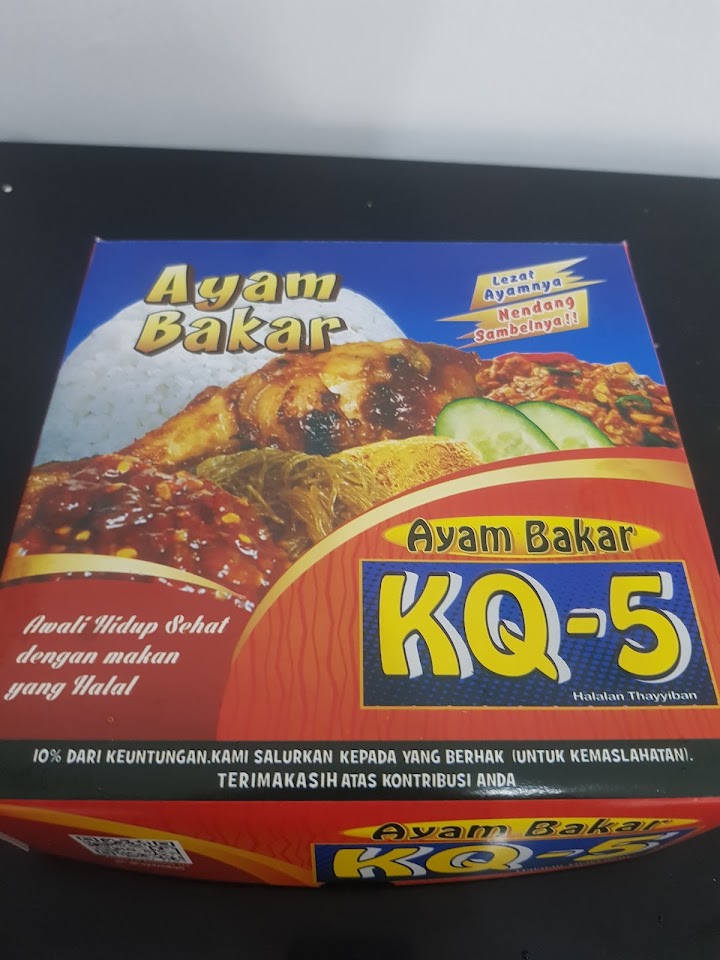 Ayam
Bakar
Lezat
Ayamnya
Nendang
Sambelnya!!
Ayam Bakar
KQ-5
Halalan Thayyiban
Awali Hidup Sehat
dengan makan
yang Halal
10% DARI KEUNTUNGAN.KAMI SALURKAN KEPADA YANG BERHAK (UNTUK KEMASLAHATAN).
TERIMAKASIH ATAS KONTRIBUSI ANDA
Ayam Bakar
KQ-5